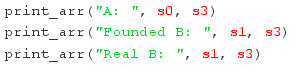 print_arr("A: ", s0, s3)
print_arr("Founded B: ", s1, s3)
print_arr("Real B: ", s1, s3)